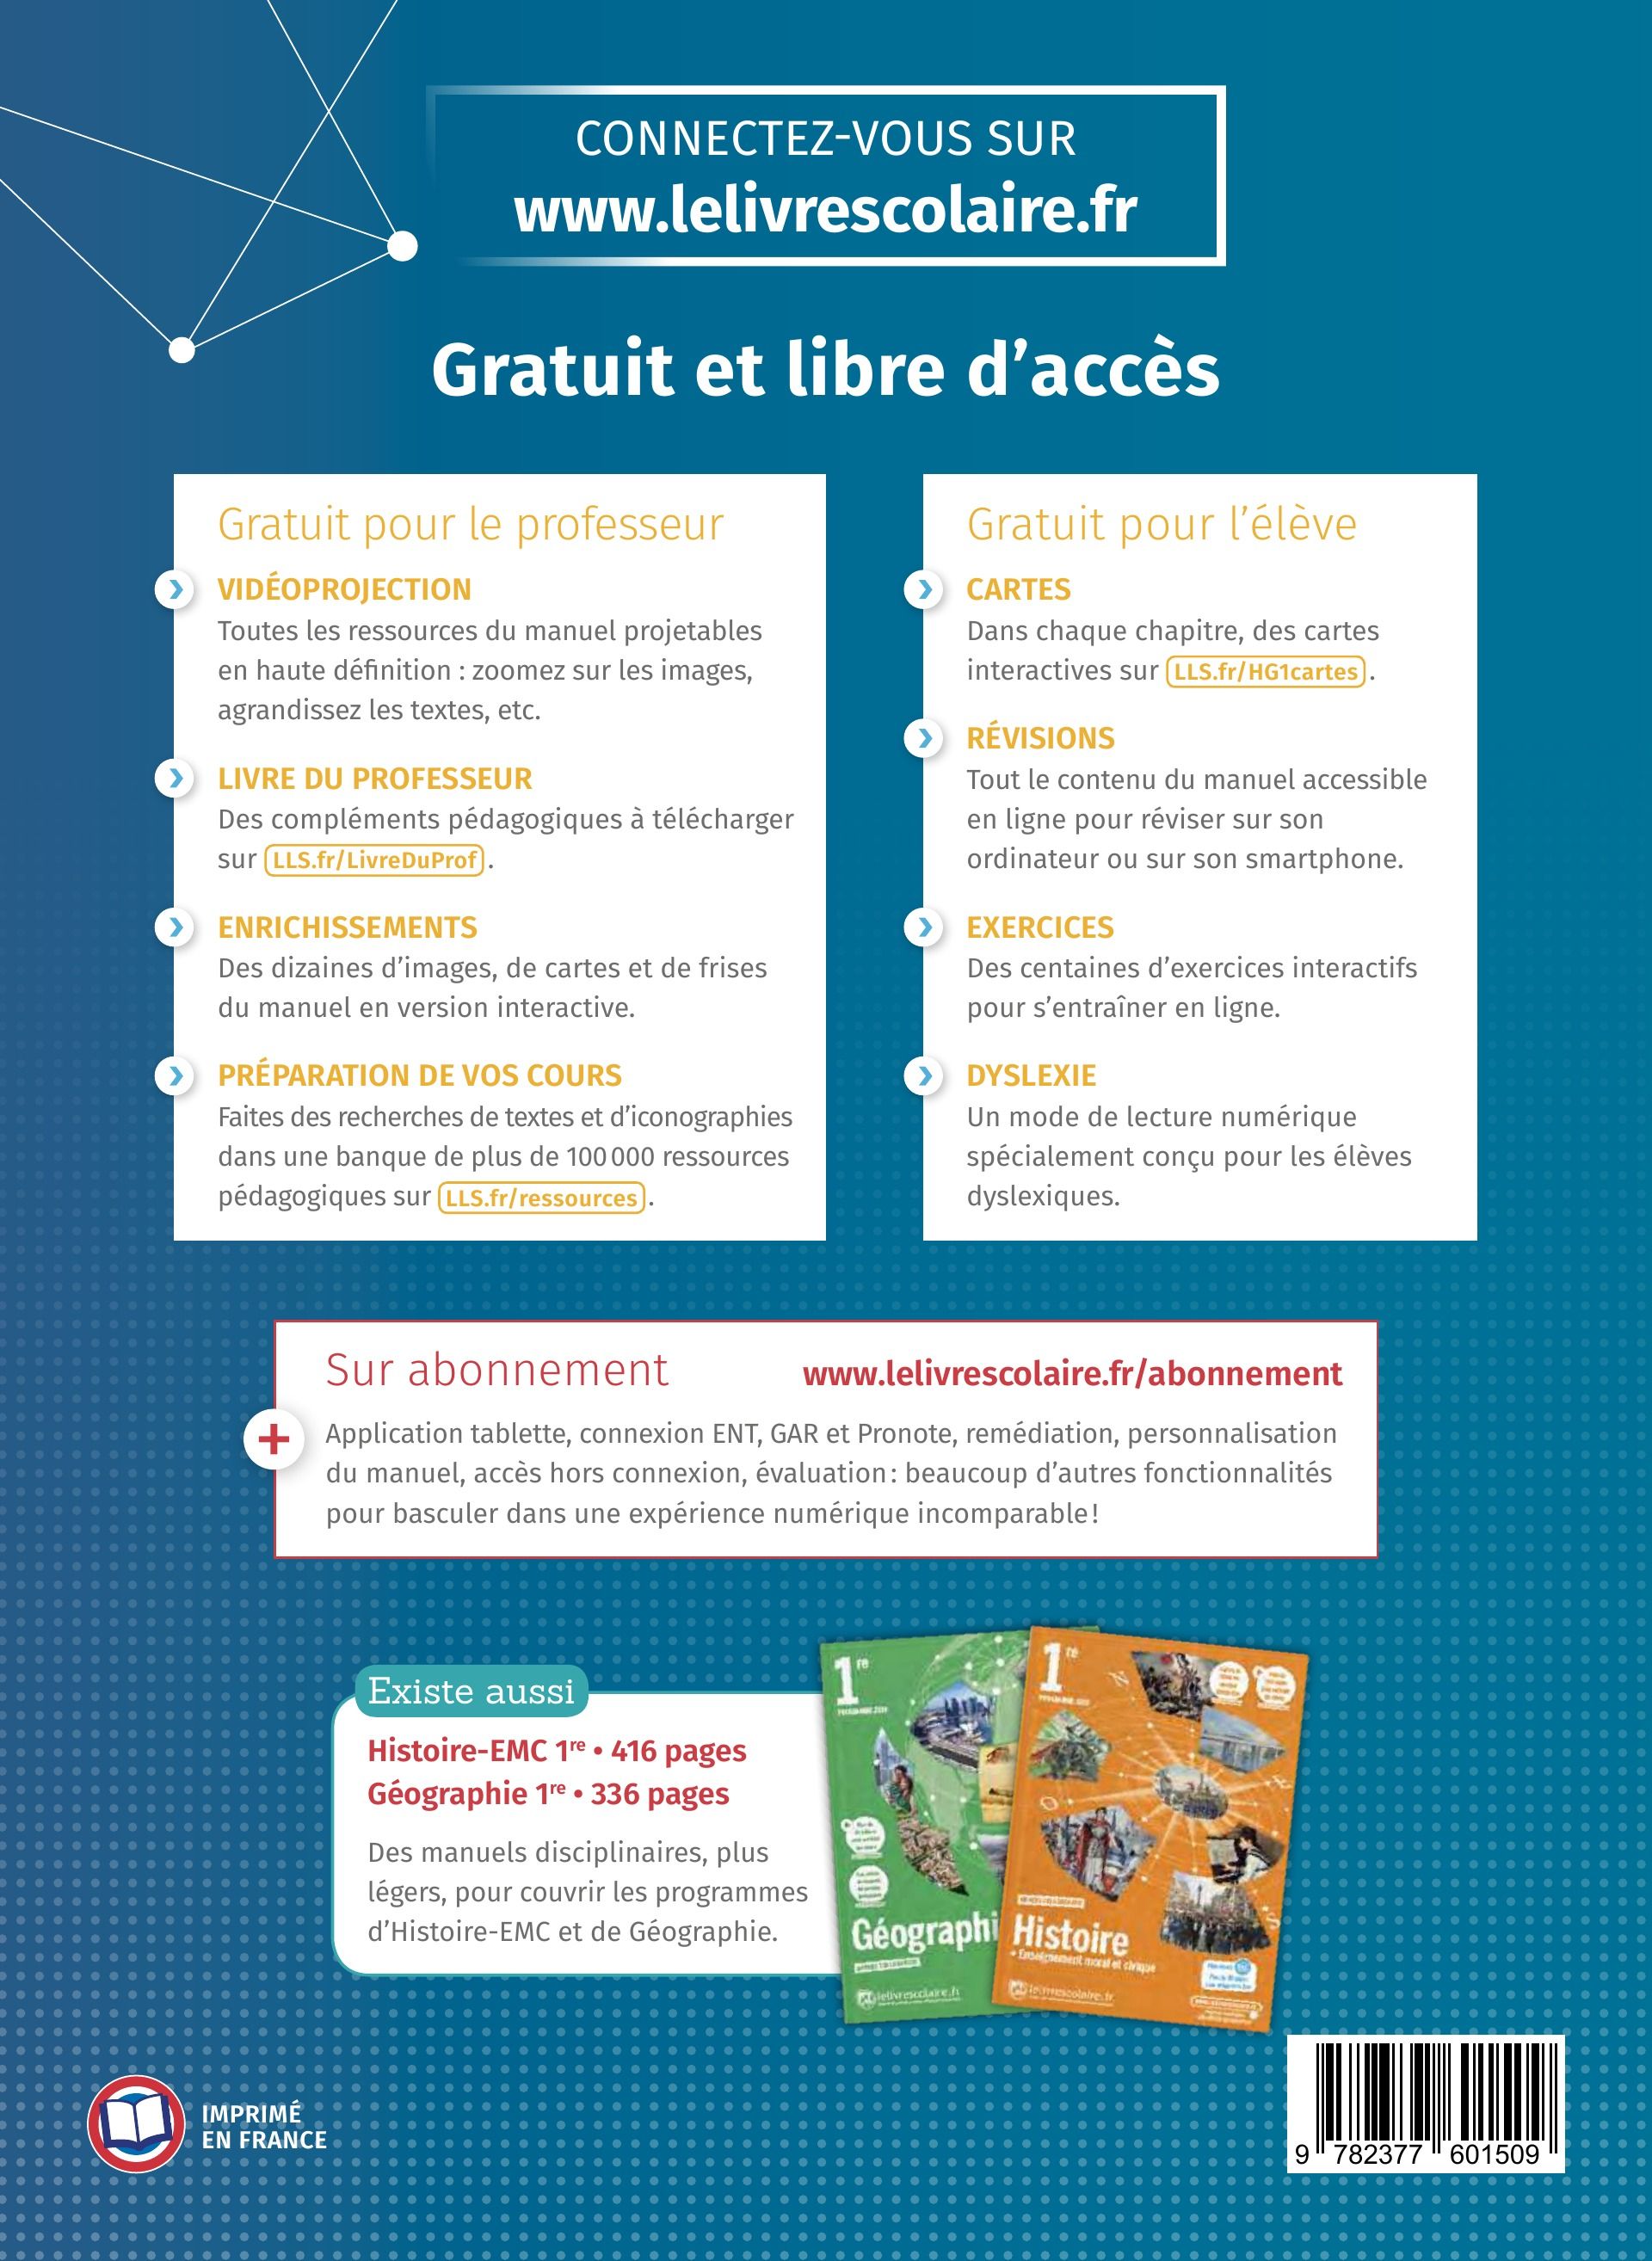 CONNECTEZ-VOUS SUR
www.lelivrescolaire.fr
Gratuit et libre d’accès
Gratuit pour le professeur
VIDÉOPROJECTION
Toutes les ressources du manuel projetables
en haute définition : zoomez sur les images,
agrandissez les textes, etc.
LIVRE DU PROFESSEUR
Des compléments pédagogiques à télécharger
sur LLS.fr/LivreDuProf .
ENRICHISSEMENTS
Des dizaines d’images, de cartes et de frises
du manuel en version interactive.
PRÉPARATION DE VOS COURS
Faites des recherches de textes et d’iconographies
dans une banque de plus de 100 000 ressources
pédagogiques sur LLS.fr/ressources .
Gratuit pour l’élève
CARTES
Dans chaque chapitre, des cartes
interactives sur LLS.fr/HG1cartes .
RÉVISIONS
Tout le contenu du manuel accessible
en ligne pour réviser sur son
ordinateur ou sur son smartphone.
EXERCICES
Des centaines d’exercices interactifs
pour s’entraîner en ligne.
DYSLEXIE
Un mode de lecture numérique
spécialement conçu pour les élèves
dyslexiques.
Sur abonnement
www.lelivrescolaire.fr/abonnement
+
Application tablette, connexion ENT, GAR et Pronote, remédiation, personnalisation
du manuel, accès hors connexion, évaluation : beaucoup d’autres fonctionnalités
pour basculer dans une expérience numérique incomparable !
Existe aussi
Histoire-EMC 1re • 416 pages
Géographie 1re • 336 pages
Des manuels disciplinaires, plus
légers, pour couvrir les programmes
d’Histoire-EMC et de Géographie.
1re
Géographi
lelivrescolaire.fr
1re
Histoire
+ Enseignement moral et civique
lelivrescolaire.fr
IMPRIMÉ
EN FRANCE
9 782377 601509